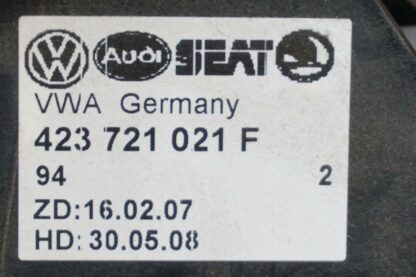 Audi SEAT
VWA Germany
423 721 021 F
94 2
ZD:16.02.07
HD: 30.05.08